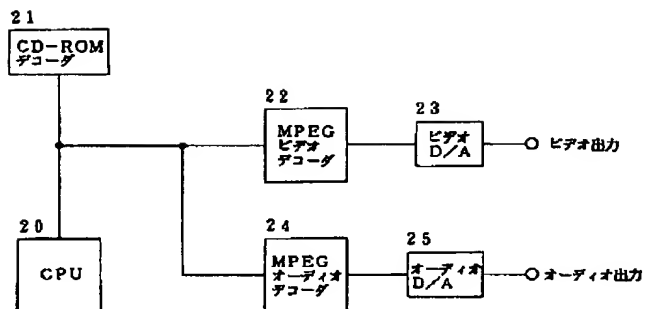 21
CD-ROM
デコーダ
22
MPEG
ビデオ
デコーダ
23
ビデオ
D/A
ビデオ出力
20
CPU
24
MPEG
オーディオ
デコーダ
25
オーディオ
D/A
オーディオ出力